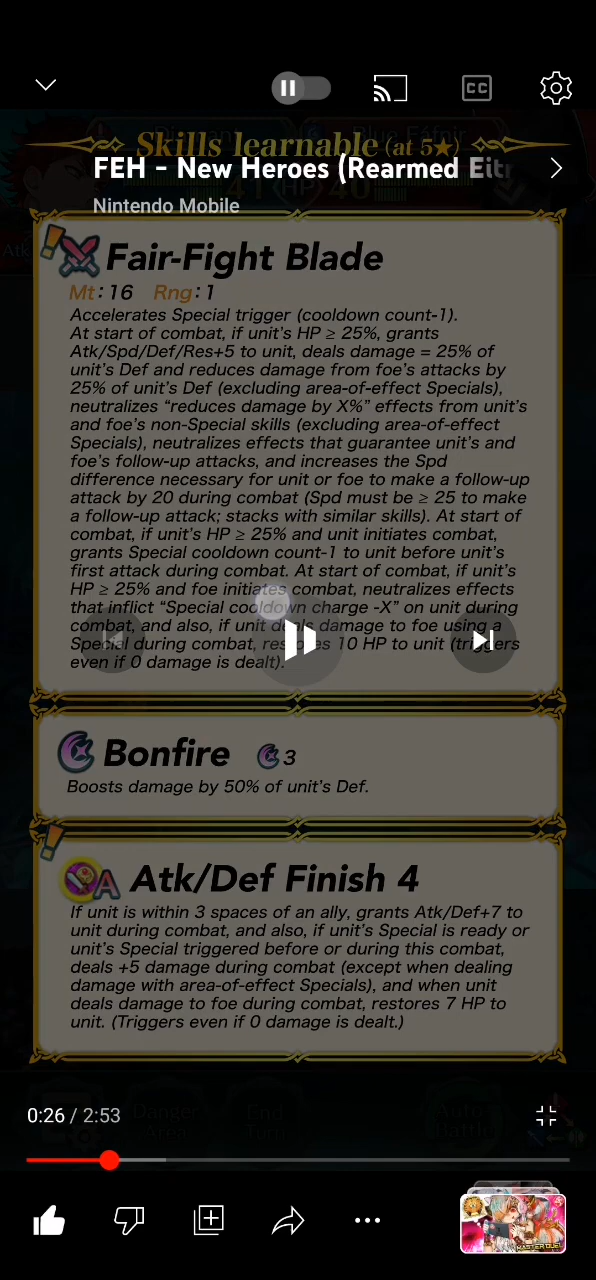 Skills learnable (at 5★)
FEH - New Heroes (Rearmed Eitr
Nintendo Mobile
Fair-Fight Blade
Mt: 16 Rng: 1
Accelerates Special trigger (cooldown count-1).
At start of combat, if unit's HP ≥ 25%, grants
Atk/Spd/Def/Res+5 to unit, deals damage = 25% of
unit's Def and reduces damage from foe's attacks by
25% of unit's Def (excluding area-of-effect Specials),
neutralizes “reduces damage by X%” effects from unit's
and foe's non-Special skills (excluding area-of-effect
Specials), neutralizes effects that guarantee unit's and
foe's follow-up attacks, and increases the Spd
difference necessary for unit or foe to make a follow-up
attack by 20 during combat (Spd must be ≥ 25 to make
a follow-up attack; stacks with similar skills). At start of
combat, if unit's HP ≥ 25% and unit initiates combat,
grants Special cooldown count-1 to unit before unit's
first attack during combat. At start of combat, if unit's
HP ≥ 25% and foe initiates combat, neutralizes effects
that inflict “Special cooldown charge -X” on unit during
combat, and also, if unit deals damage to foe using a
Special during combat, restores 10 HP to unit (triggers
even if 0 damage is dealt).
Bonfire 3
Boosts damage by 50% of unit's Def.
A Atk/Def Finish 4
If unit is within 3 spaces of an ally, grants Atk/Def+7 to
unit during combat, and also, if unit's Special is ready or
unit's Special triggered before or during this combat,
deals +5 damage during combat (except when dealing
damage with area-of-effect Specials), and when unit
deals damage to foe during combat, restores 7 HP to
unit. (Triggers even if 0 damage is dealt.)
Danger
Area
End
Turn
Auto
Battle
0:26 / 2:53
MASTER DUEL